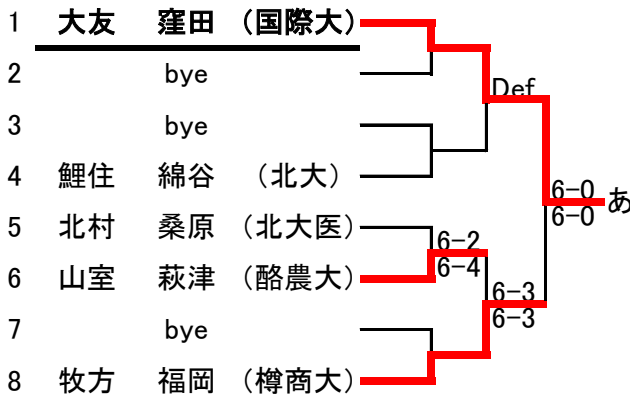 1 大友 窪田 (国際大)
2 bye
Def
3 bye
4 鯉住 綿谷 (北大)
6-0
6-0
あ
5 北村 桑原 (北大医)
6-2
6-4
6 山室 萩津 (酪農大)
6-3
6-3
7 bye
8 牧方 福岡 (樽商大)